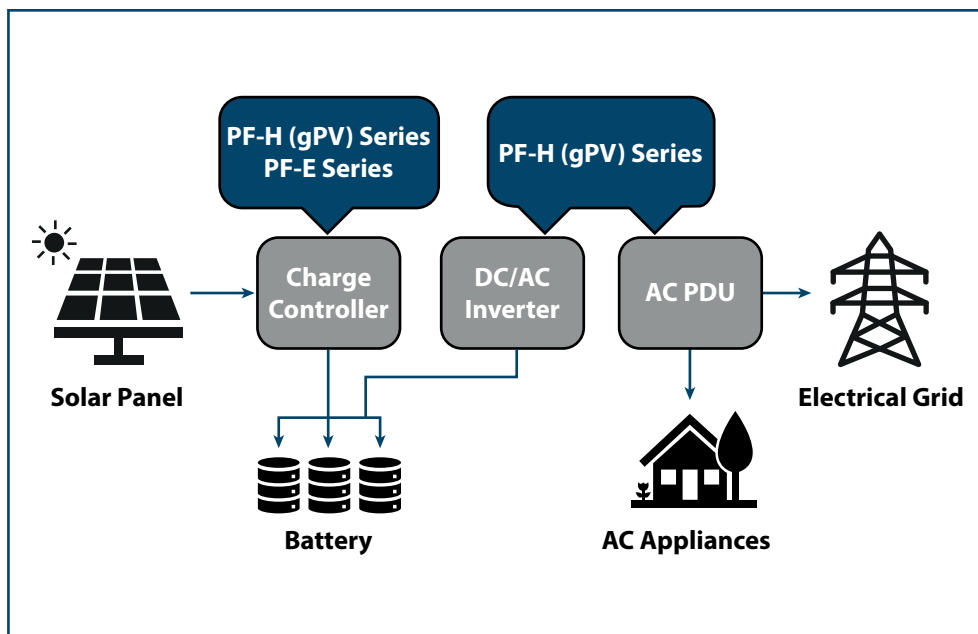 PF-H (gPV) Series
PF-E Series
PF-H (gPV) Series
Charge
Controller
DC/AC
Inverter
AC PDU
Solar Panel
Electrical Grid
Battery
AC Appliances